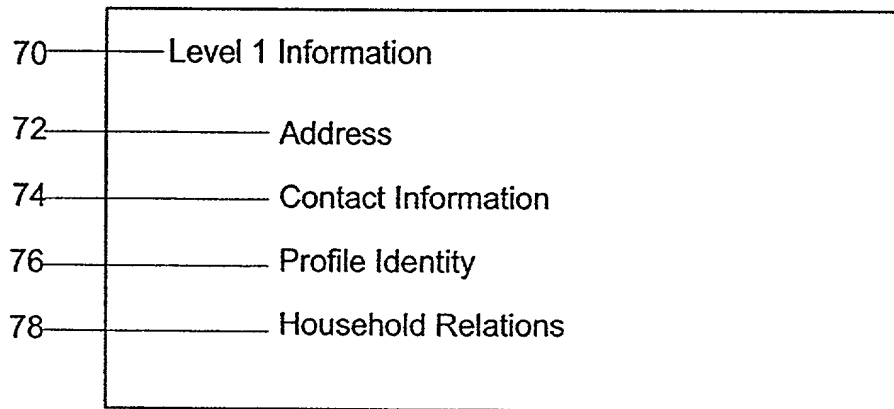 70 Level 1 Information
72 Address
74 Contact Information
76 Profile Identity
78 Household Relations